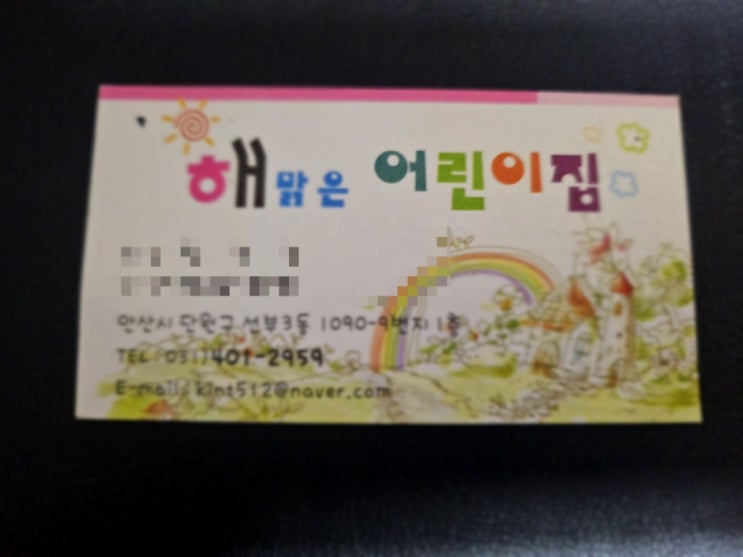 해맑은 어린이집
안산시 단원구 선부3동 1090-9번지 1층
TEL : 031)401-2959
E-mail : kint512@naver.com